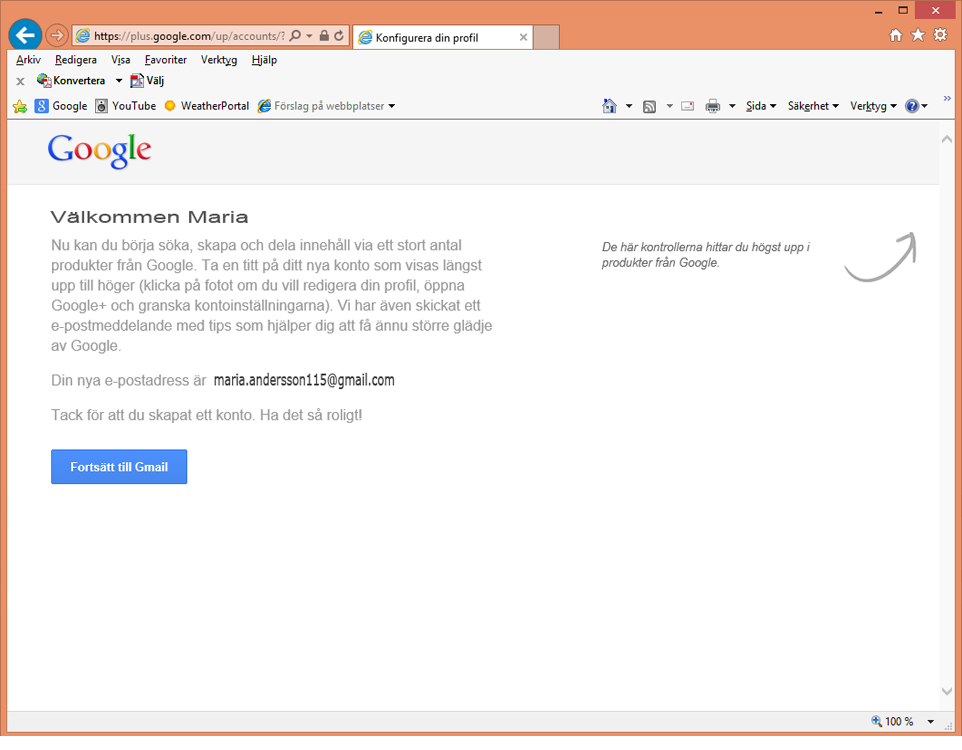 https://plus.google.com/up/accounts/?
Konfigurera din profil
Arkiv Redigera Visa Favoriter Verktyg Hjälp
x Konvertera Välj
Google YouTube WeatherPortal Förslag på webbplatser Sida Säkerhet Verktyg
Google
Välkommen Maria
Nu kan du börja söka, skapa och dela innehåll via ett stort antal
produkter från Google. Ta en titt på ditt nya konto som visas längst
upp till höger (klicka på fotot om du vill redigera din profil, öppna
Google+ och granska kontoinställningarna). Vi har även skickat ett
e-postmeddelande med tips som hjälper dig att få ännu större glädje
av Google.
De här kontrollerna hittar du högst upp i
produkter från Google.
Din nya e-postadress är maria.andersson115@gmail.com
Tack för att du skapat ett konto. Ha det så roligt!
Fortsätt till Gmail
100 %